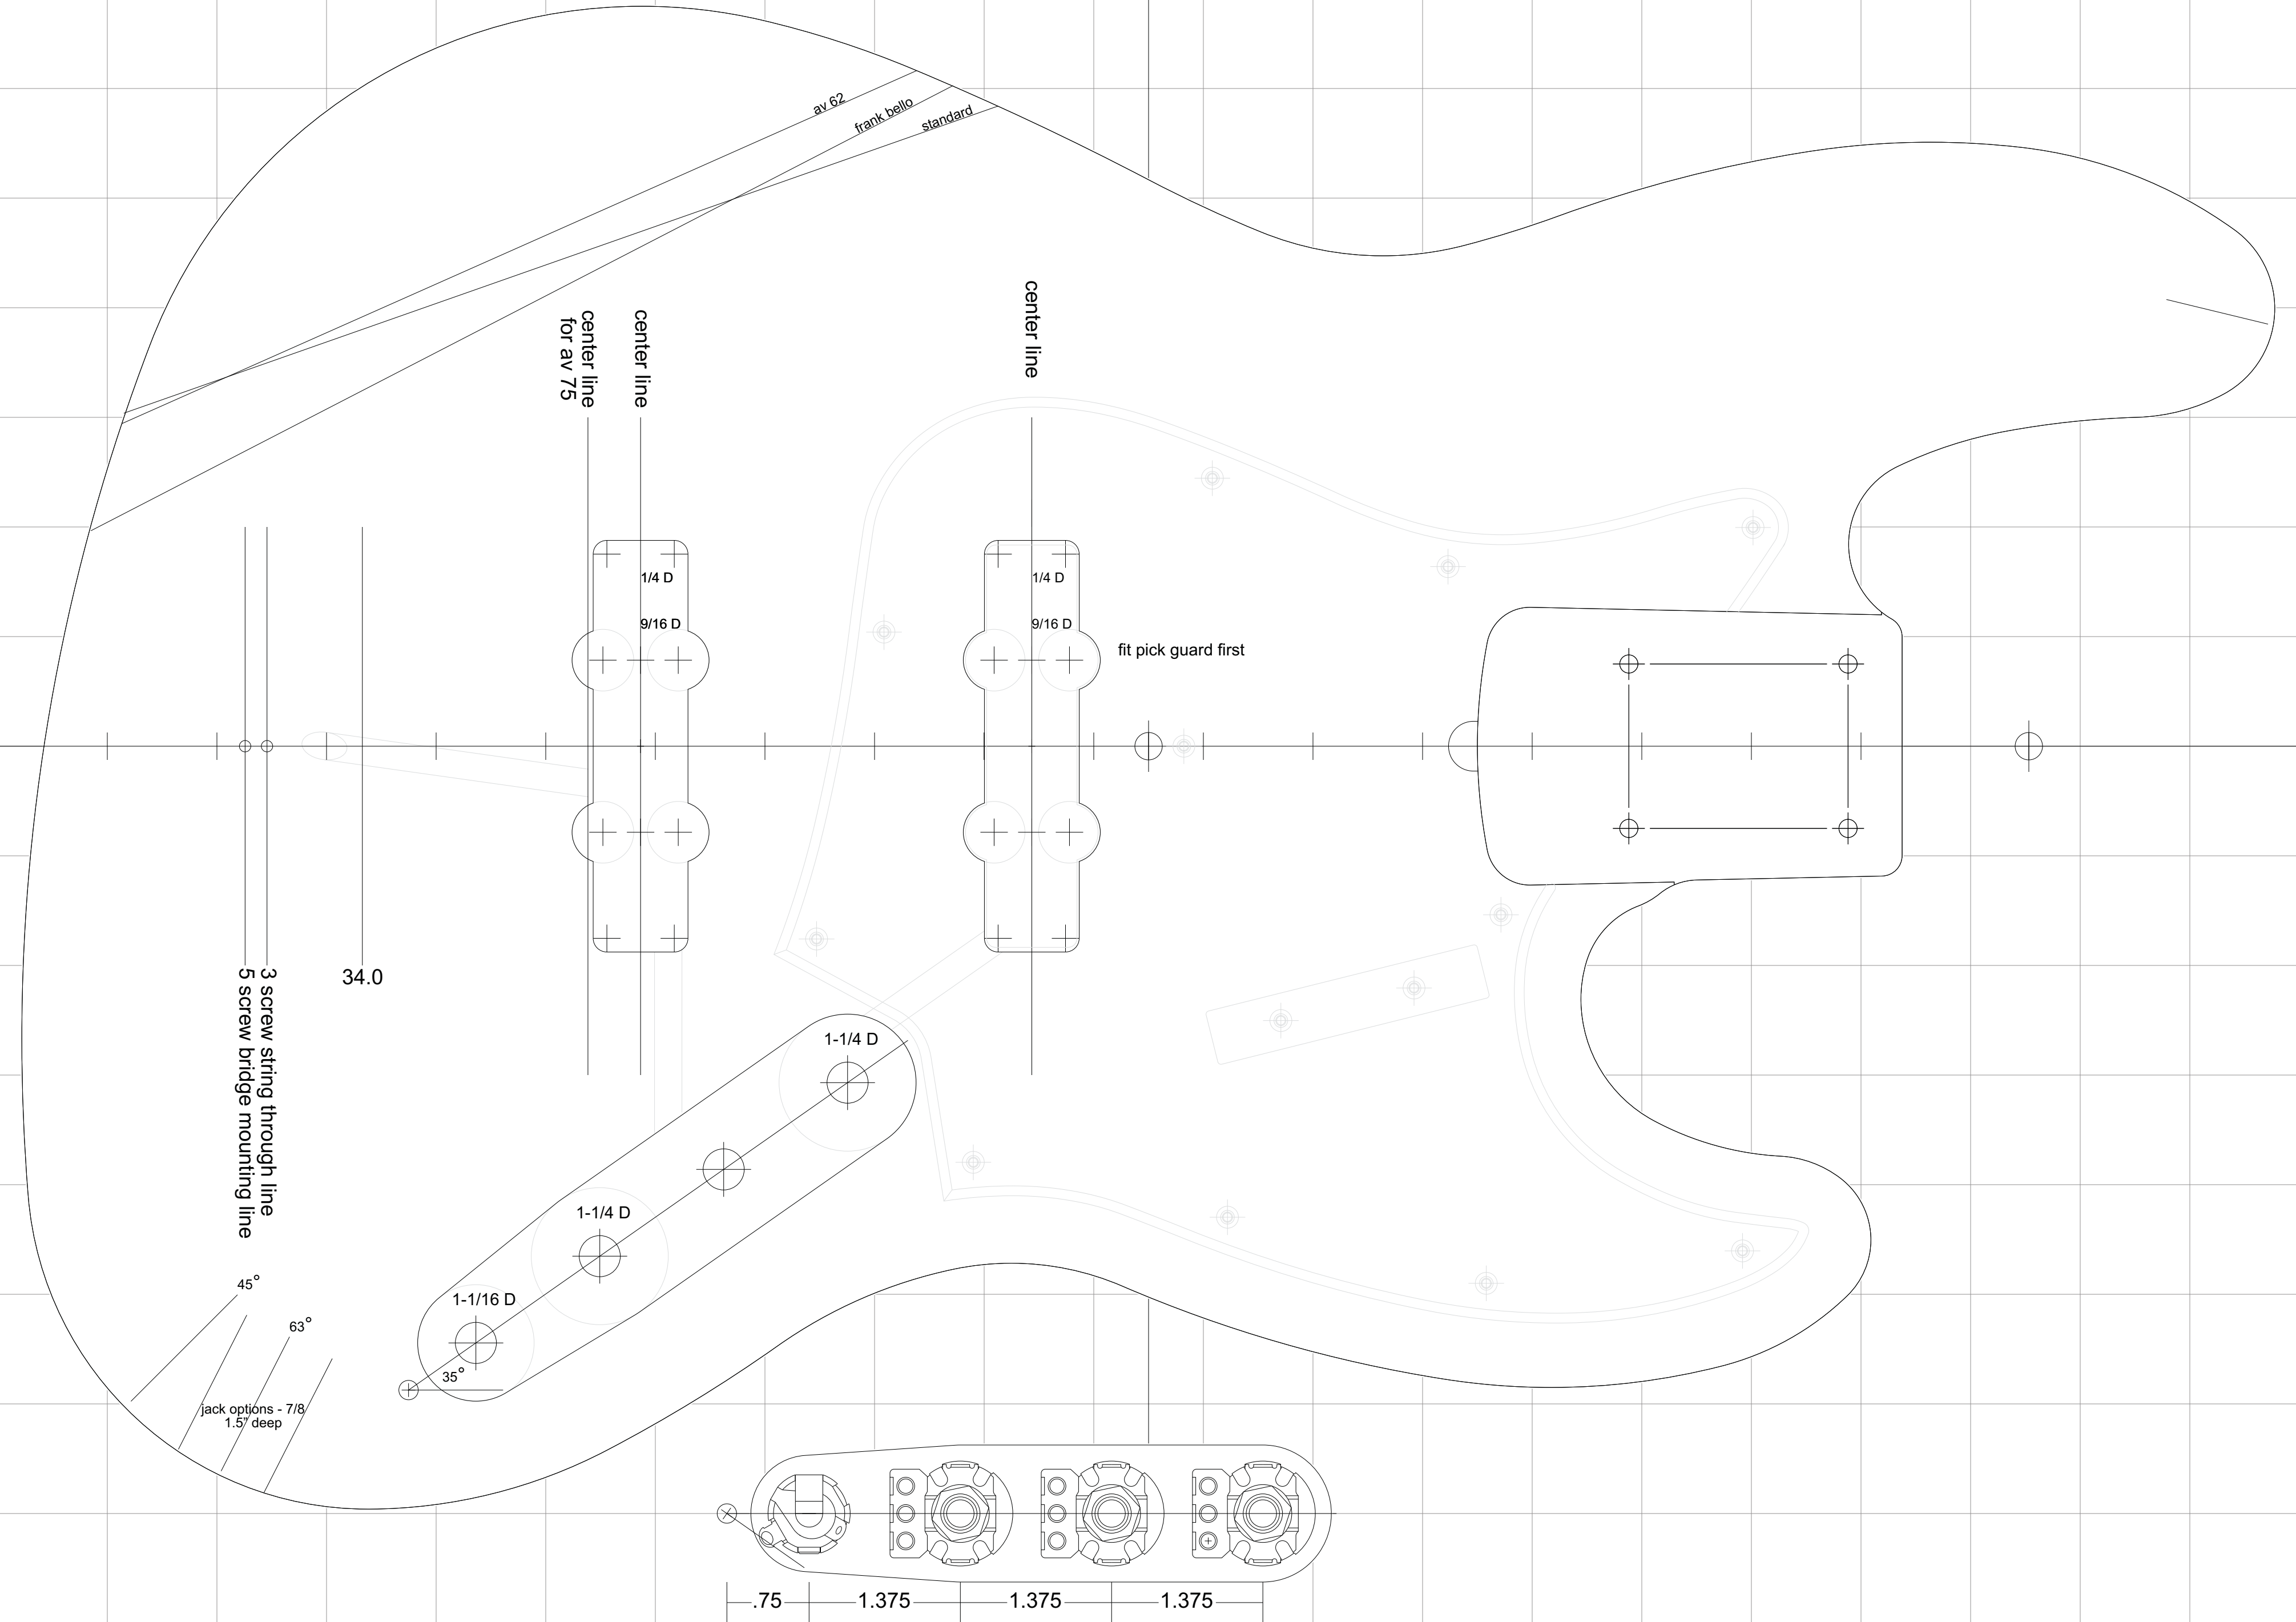 av 62
frank bello
standard
center line
for av 75
center line
center line
1/4 D
9/16 D
1/4 D
9/16 D
fit pick guard first
34.0
3 screw string through line
5 screw bridge mounting line
1-1/4 D
1-1/4 D
1-1/16 D
45°
63°
35°
jack options - 7/8
1.5" deep
.75
1.375
1.375
1.375